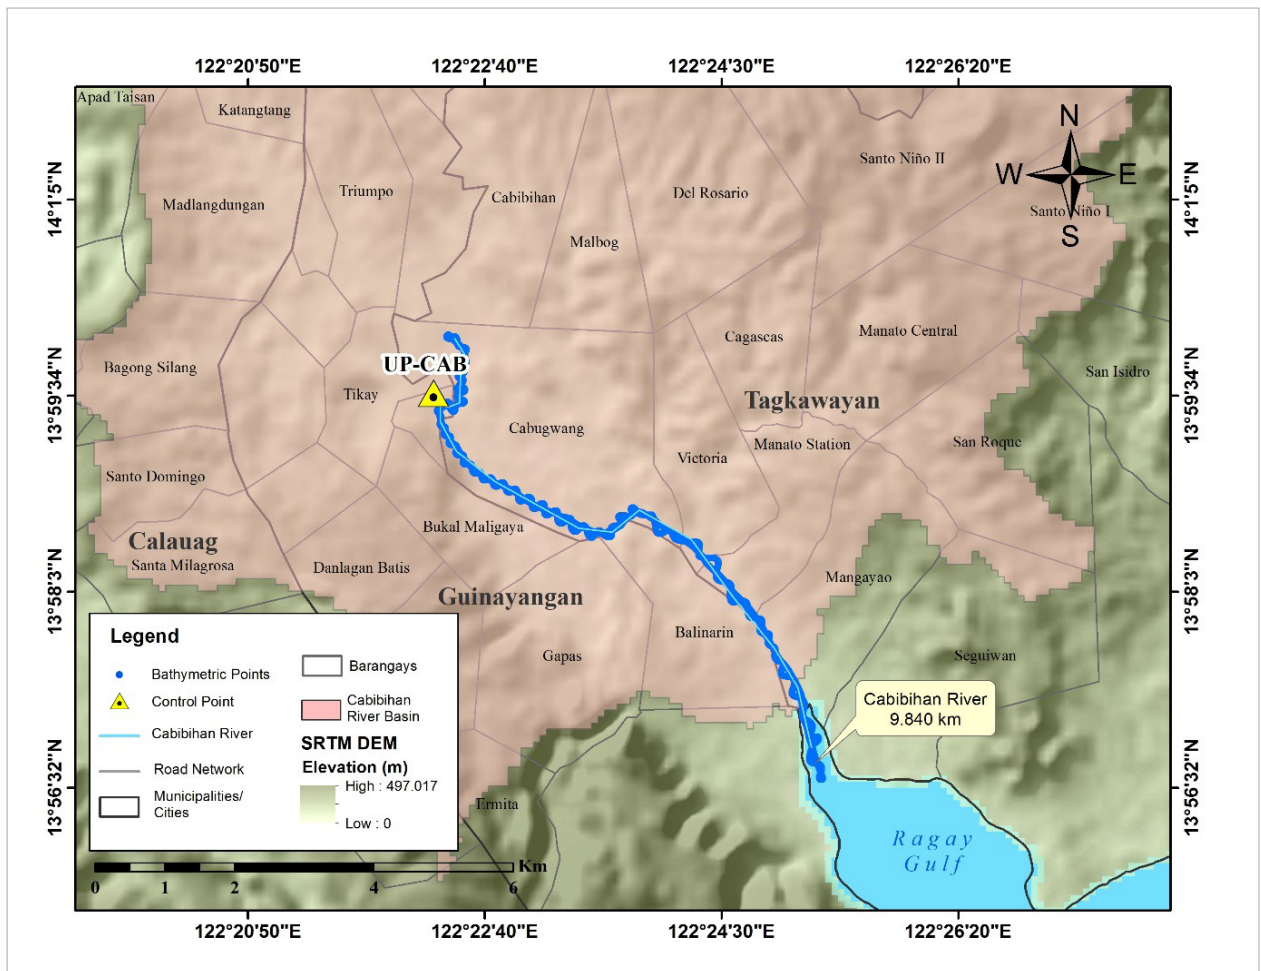 122°20'50"E
122°22'40"E
122°24'30"E
122°26'20"E
Apad Taisan
Katangtang
N
Santo Niño II
W
E
14°1'5"N
14°1'5"N
Triumpo
Cabibihan
Del Rosario
Madlangdungan
Santo Niño I
S
Malbog
Cagascas
Manato Central
UP-CAB
Bagong Silang
San Isidro
13°59'34"N
13°59'34"N
Tikay
Tagkawayan
Cabugwang
Manato Station
San Roque
Victoria
Santo Domingo
Bukal Maligaya
Calauag
Santa Milagrosa
Danlagan Batis
Mangayao
13°58'3"N
13°58'3"N
Guinayangan
Balinarin
Gapas
Seguiwan
Legend
Bathymetric Points
Control Point
Cabibihan River
Road Network
Municipalities/
Cities
Barangays
Cabibihan
River Basin
SRTM DEM
Elevation (m)
High : 497.017
Low : 0
Cabibihan River
9.840 km
13°56'32"N
13°56'32"N
Ermita
Ragay
Gulf
Km
0
1
2
4
6
122°20'50"E
122°22'40"E
122°24'30"E
122°26'20"E